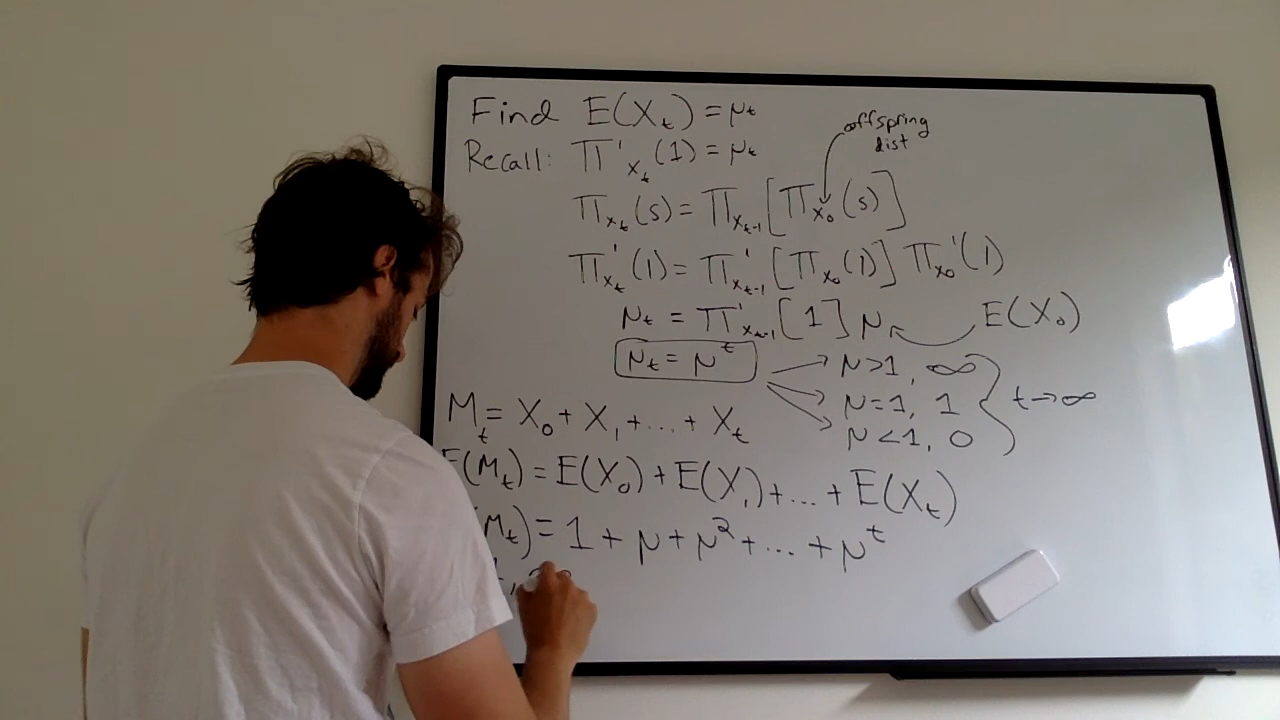 Find E(X_t) = μ_t
offspring
dist
Recall: Π'_{X_t}(1) = μ_t
Π_{X_t}(s) = Π_{X_{t-1}}[Π_{X_0}(s)]
Π'_{X_t}(1) = Π'_{X_{t-1}}[Π_{X_0}(1)] Π_{X_0}'(1)
μ_t = Π'_{X_{t-1}}[1] μ E(X_0)
μ_t = μ^t
μ>1, ∞
μ=1, 1 } t→∞
μ<1, 0
M_t = X_0 + X_1 + ... + X_t
E(M_t) = E(X_0) + E(X_1) + ... + E(X_t)
(M_t) = 1 + μ + μ^2 + ... + μ^t